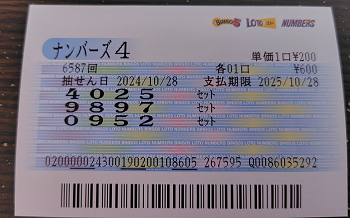 BINGO5 LOTO NUMBERS
ナンバーズ4 単価1口¥200
6587回 各01口 ¥600
抽せん日 2024/10/28 支払期限 2025/10/28
4025 セット
9897 セット
0952 セット
020000024300190200108605 267595 Q0086035292